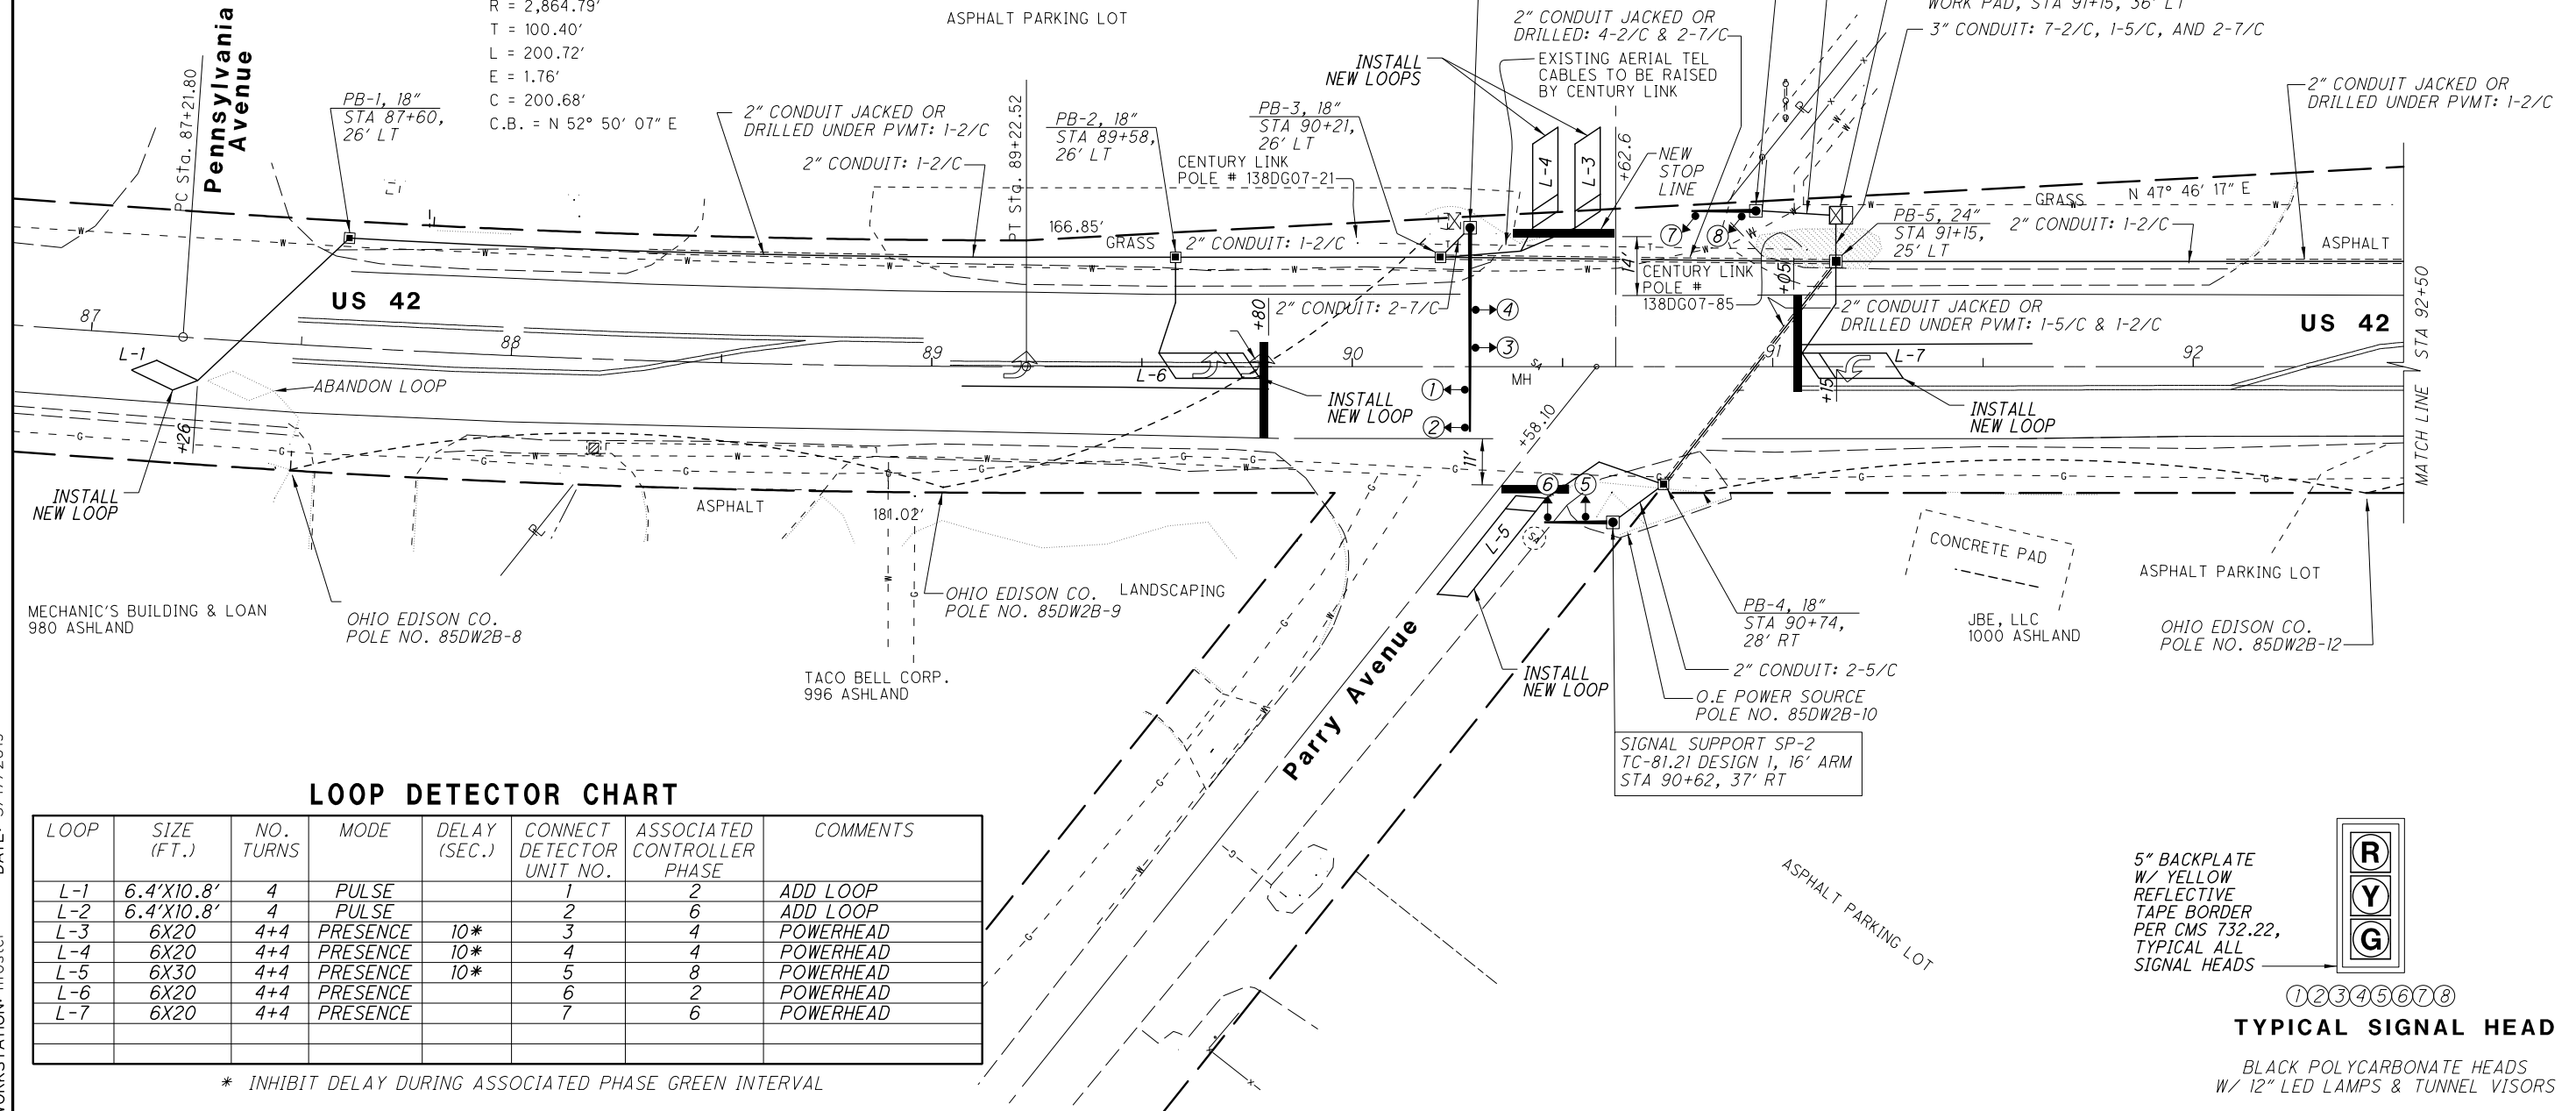 R = 2,864.79'
T = 100.40'
L = 200.72'
E = 1.76'
C = 200.68'
C.B. = N 52° 50' 07" E
Pennsylvania
Avenue
PC Sta. 87+21.80
ASPHALT PARKING LOT
PB-1, 18"
STA 87+60,
26' LT
2" CONDUIT JACKED OR
DRILLED UNDER PVMT: 1-2/C
2" CONDUIT: 1-2/C
PT Sta. 89+22.52
PB-2, 18"
STA 89+58,
26' LT
CENTURY LINK
POLE # 138DG07-21
PB-3, 18"
STA 90+21,
26' LT
INSTALL
NEW LOOPS
2" CONDUIT JACKED OR
DRILLED: 4-2/C & 2-7/C
EXISTING AERIAL TEL
CABLES TO BE RAISED
BY CENTURY LINK
WORK PAD, STA 91+15, 36' LT
3" CONDUIT: 7-2/C, 1-5/C, AND 2-7/C
2" CONDUIT JACKED OR
DRILLED UNDER PVMT: 1-2/C
L-4
L-3
+62.6
NEW
STOP
LINE
N 47° 46' 17" E
GRASS
PB-5, 24"
STA 91+15,
25' LT
2" CONDUIT: 1-2/C
ASPHALT
166.85'
GRASS
2" CONDUIT: 1-2/C
7
8
14'
CENTURY LINK
POLE #
138DG07-85
+05
2" CONDUIT JACKED OR
DRILLED UNDER PVMT: 1-5/C & 1-2/C
US 42
US 42
2" CONDUIT: 2-7/C
+80
4
3
1
2
87
88
89
90
91
92
MH
L-1
L-6
L-7
+15
ABANDON LOOP
+26
INSTALL
NEW LOOP
INSTALL
NEW LOOP
INSTALL
NEW LOOP
+58.10
11'
MATCH LINE STA 92+50
ASPHALT
181.02'
6
5
L-5
MECHANIC'S BUILDING & LOAN
980 ASHLAND
OHIO EDISON CO.
POLE NO. 85DW2B-8
OHIO EDISON CO.
POLE NO. 85DW2B-9
LANDSCAPING
TACO BELL CORP.
996 ASHLAND
INSTALL
NEW LOOP
Parry Avenue
PB-4, 18"
STA 90+74,
28' RT
2" CONDUIT: 2-5/C
O.E POWER SOURCE
POLE NO. 85DW2B-10
SIGNAL SUPPORT SP-2
TC-81.21 DESIGN 1, 16' ARM
STA 90+62, 37' RT
CONCRETE PAD
JBE, LLC
1000 ASHLAND
ASPHALT PARKING LOT
OHIO EDISON CO.
POLE NO. 85DW2B-12
ASPHALT PARKING LOT
LOOP DETECTOR CHART
LOOP SIZE (FT.) NO. TURNS MODE DELAY (SEC.) CONNECT DETECTOR UNIT NO. ASSOCIATED CONTROLLER PHASE COMMENTS
L-1 6.4'X10.8' 4 PULSE 1 2 ADD LOOP
L-2 6.4'X10.8' 4 PULSE 2 6 ADD LOOP
L-3 6X20 4+4 PRESENCE 10* 3 4 POWERHEAD
L-4 6X20 4+4 PRESENCE 10* 4 4 POWERHEAD
L-5 6X30 4+4 PRESENCE 10* 5 8 POWERHEAD
L-6 6X20 4+4 PRESENCE 6 2 POWERHEAD
L-7 6X20 4+4 PRESENCE 7 6 POWERHEAD
* INHIBIT DELAY DURING ASSOCIATED PHASE GREEN INTERVAL
5" BACKPLATE
W/ YELLOW
REFLECTIVE
TAPE BORDER
PER CMS 732.22,
TYPICAL ALL
SIGNAL HEADS
R
Y
G
1 2 3 4 5 6 7 8
TYPICAL SIGNAL HEAD
BLACK POLYCARBONATE HEADS
W/ 12" LED LAMPS & TUNNEL VISORS